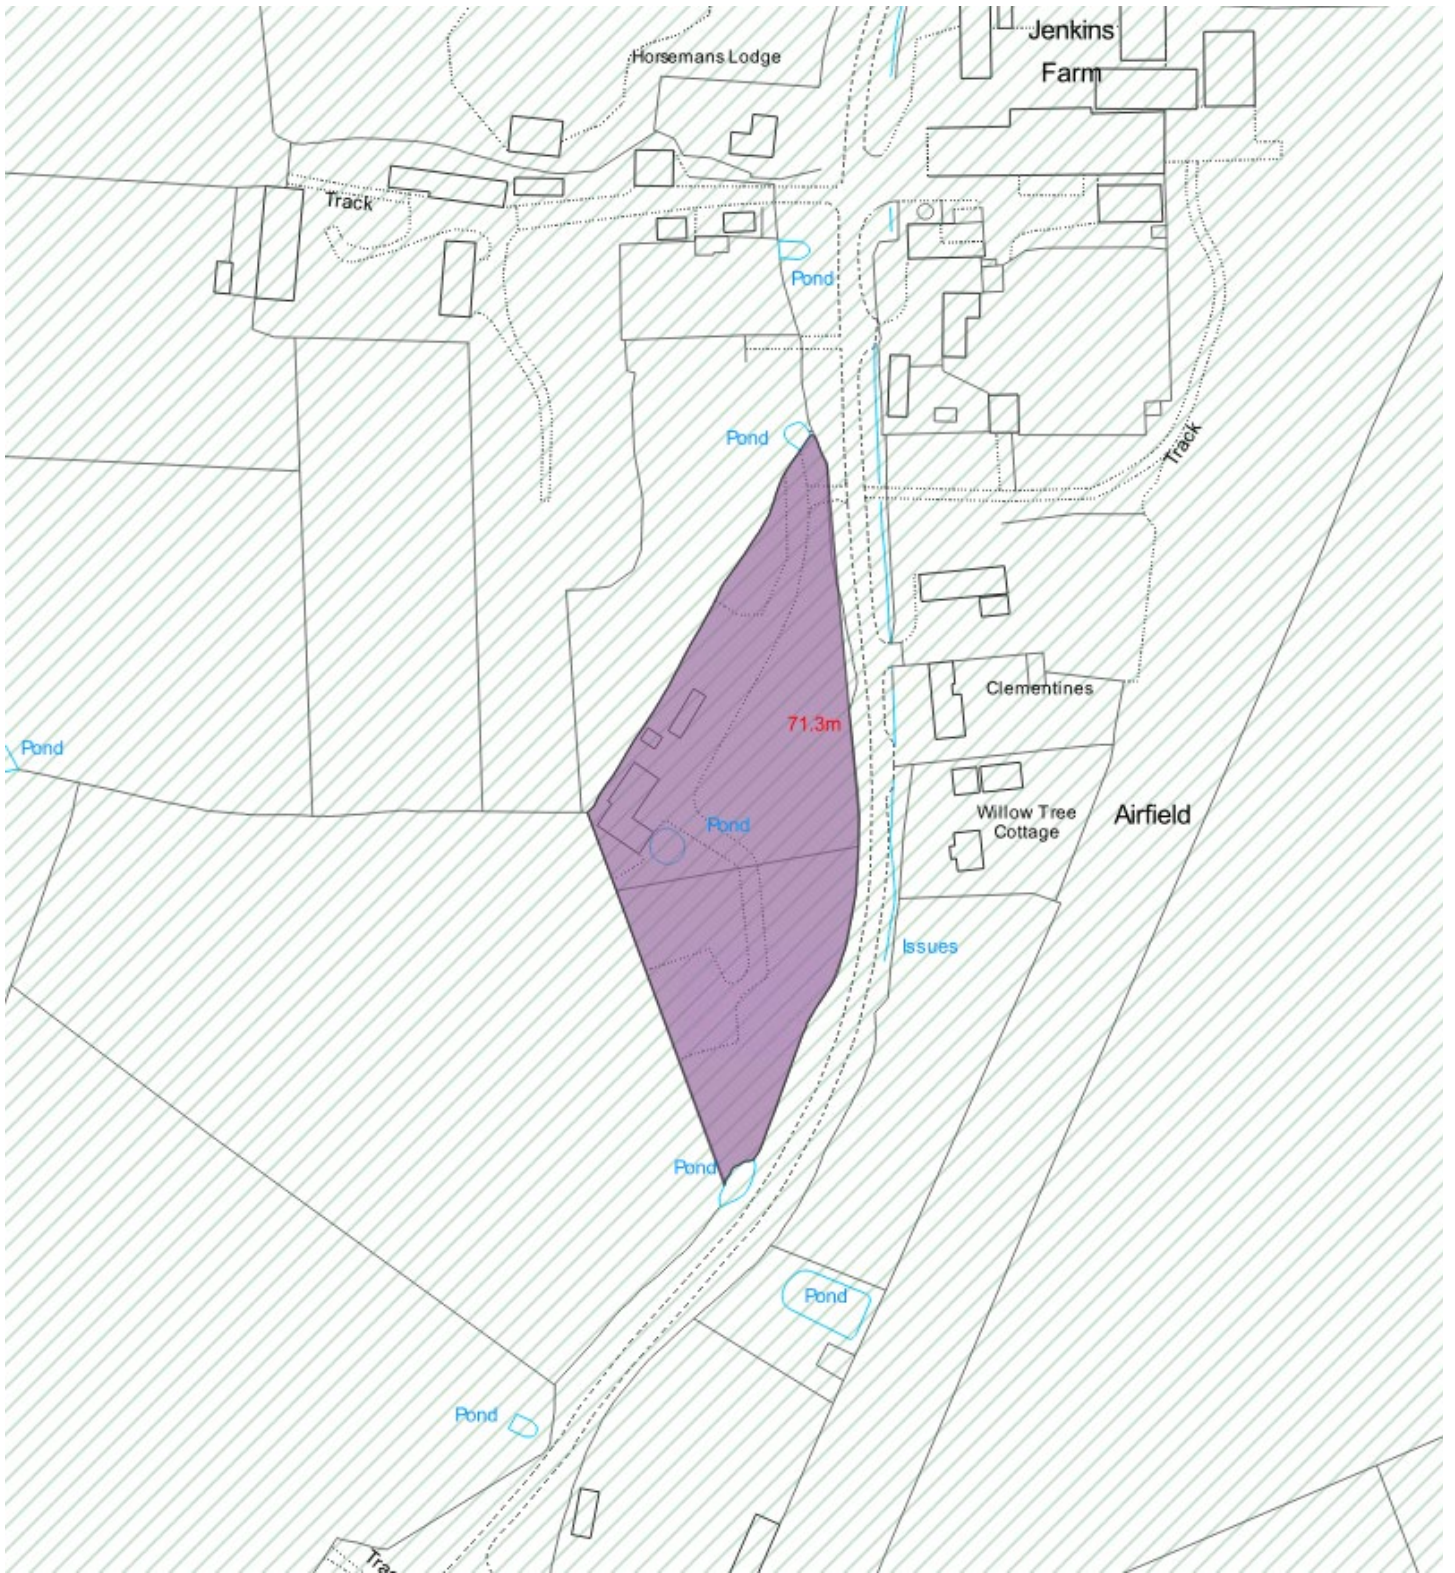 Jenkins
Farm
Horsemans Lodge
Track
Pond
Pond
Track
Clementines
71.3m
Pond
Willow Tree
Cottage
Airfield
Pond
Issues
Pond
Pond
Pond